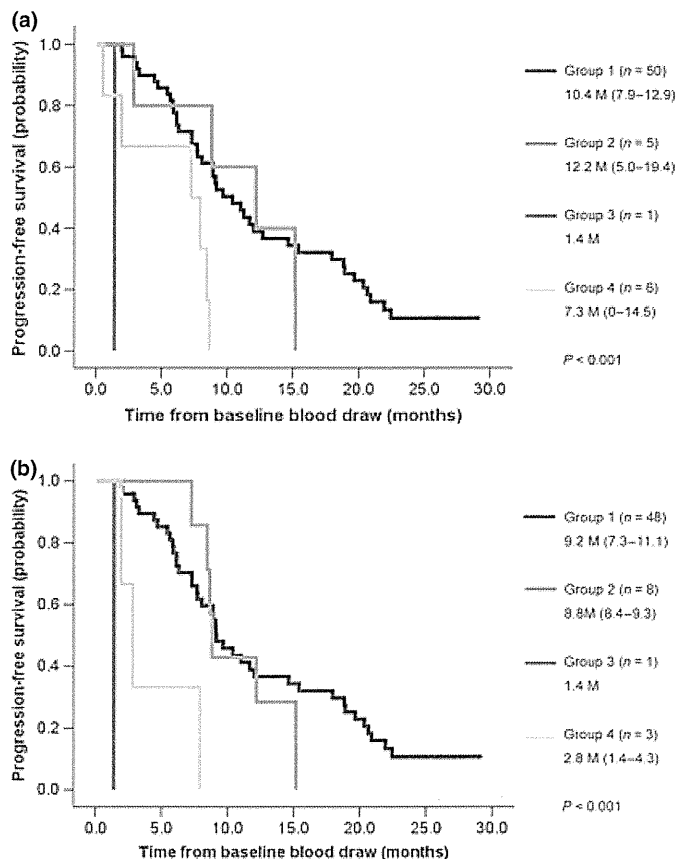 (a)
Progression-free survival (probability)
1.0
0.8
0.6
0.4
0.2
0.0
0.0 5.0 10.0 15.0 20.0 25.0 30.0
Time from baseline blood draw (months)
Group 1 (n = 50)
10.4 M (7.9–12.9)
Group 2 (n = 5)
12.2 M (5.0–19.4)
Group 3 (n = 1)
1.4 M
Group 4 (n = 6)
7.3 M (0–14.5)
P < 0.001
(b)
Progression-free survival (probability)
1.0
0.8
0.6
0.4
0.2
0.0
0.0 5.0 10.0 15.0 20.0 25.0 30.0
Time from baseline blood draw (months)
Group 1 (n = 48)
9.2 M (7.3–11.1)
Group 2 (n = 8)
8.8M (8.4–9.3)
Group 3 (n = 1)
1.4 M
Group 4 (n = 3)
2.8 M (1.4–4.3)
P < 0.001